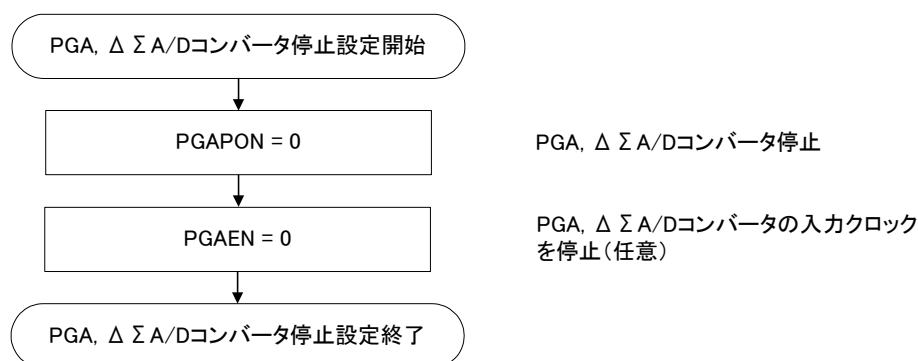 PGA, ΔΣA/Dコンバータ停止設定開始
PGAPON = 0
PGA, ΔΣA/Dコンバータ停止
PGAEN = 0
PGA, ΔΣA/Dコンバータの入力クロック
を停止（任意）
PGA, ΔΣA/Dコンバータ停止設定終了